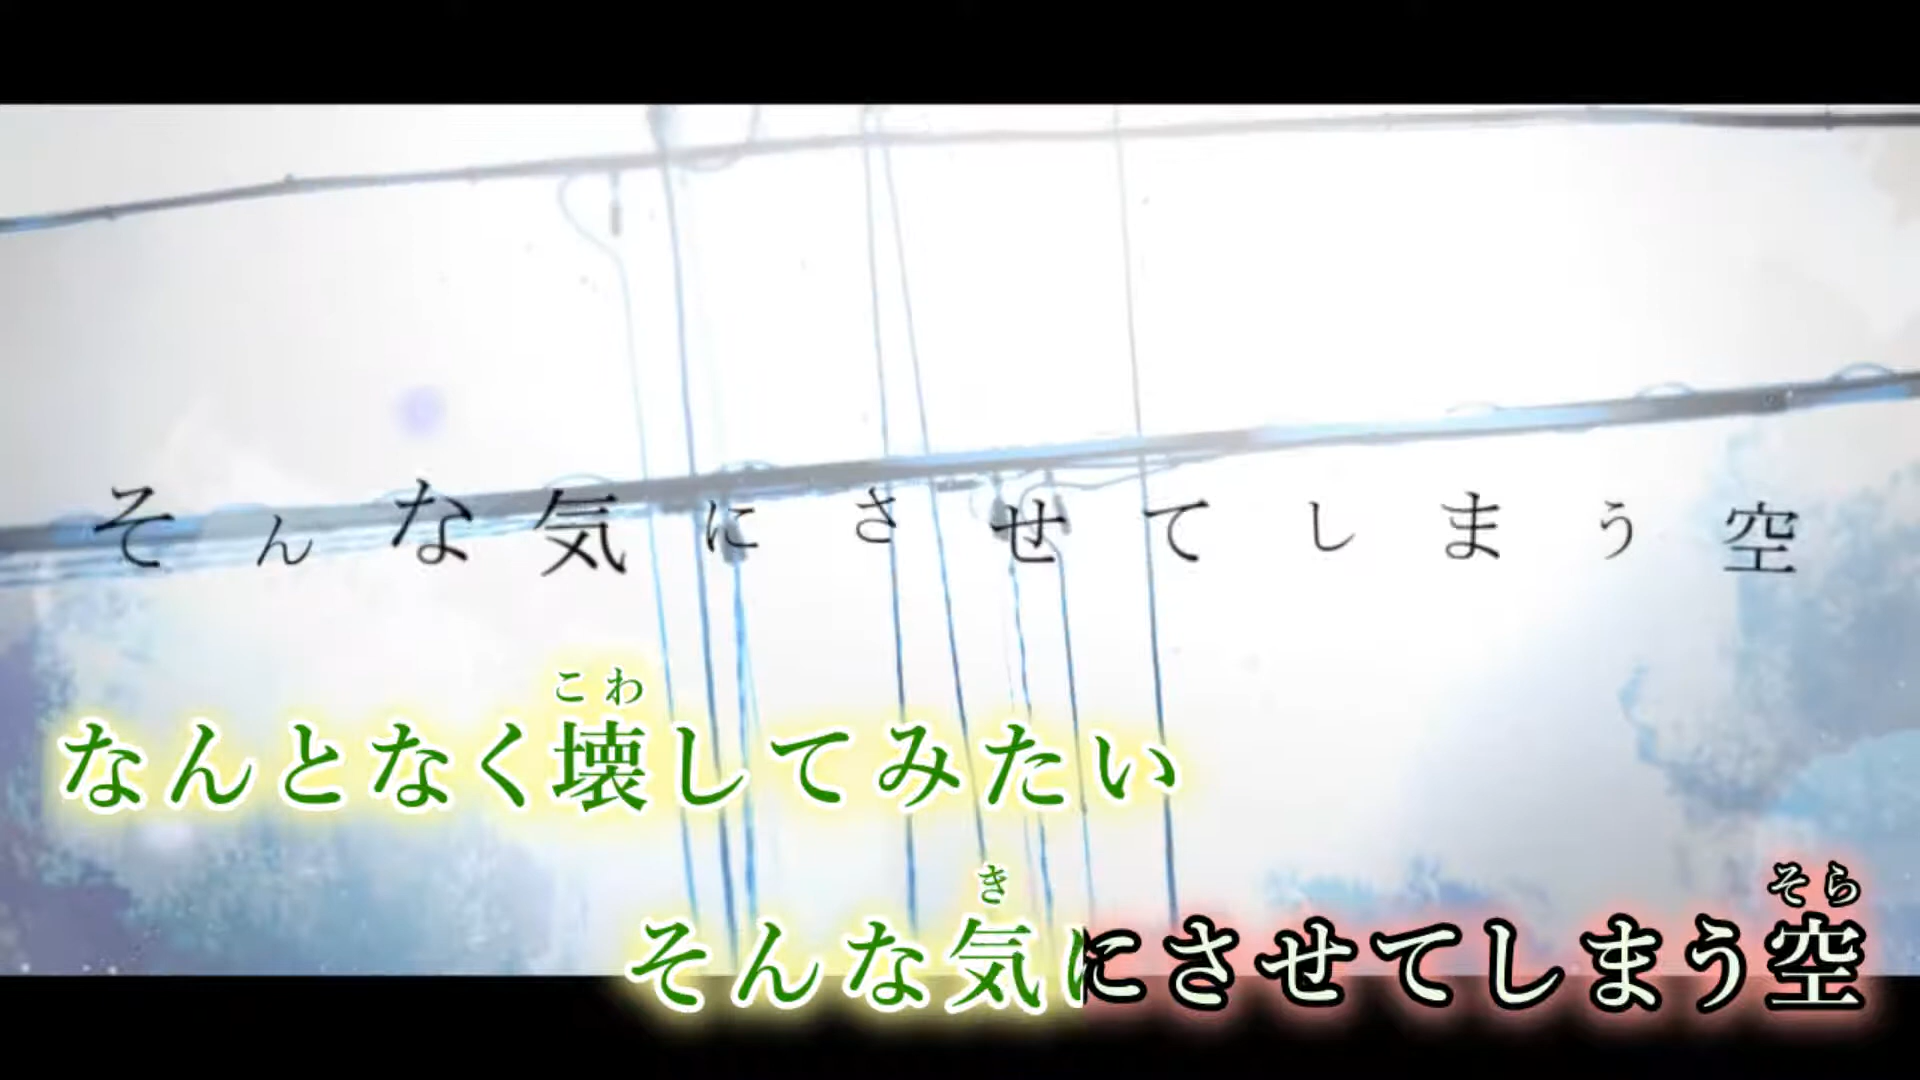 そんな気にさせてしまう空
こわ
なんとなく壊してみたい
き そら
そんな気にさせてしまう空